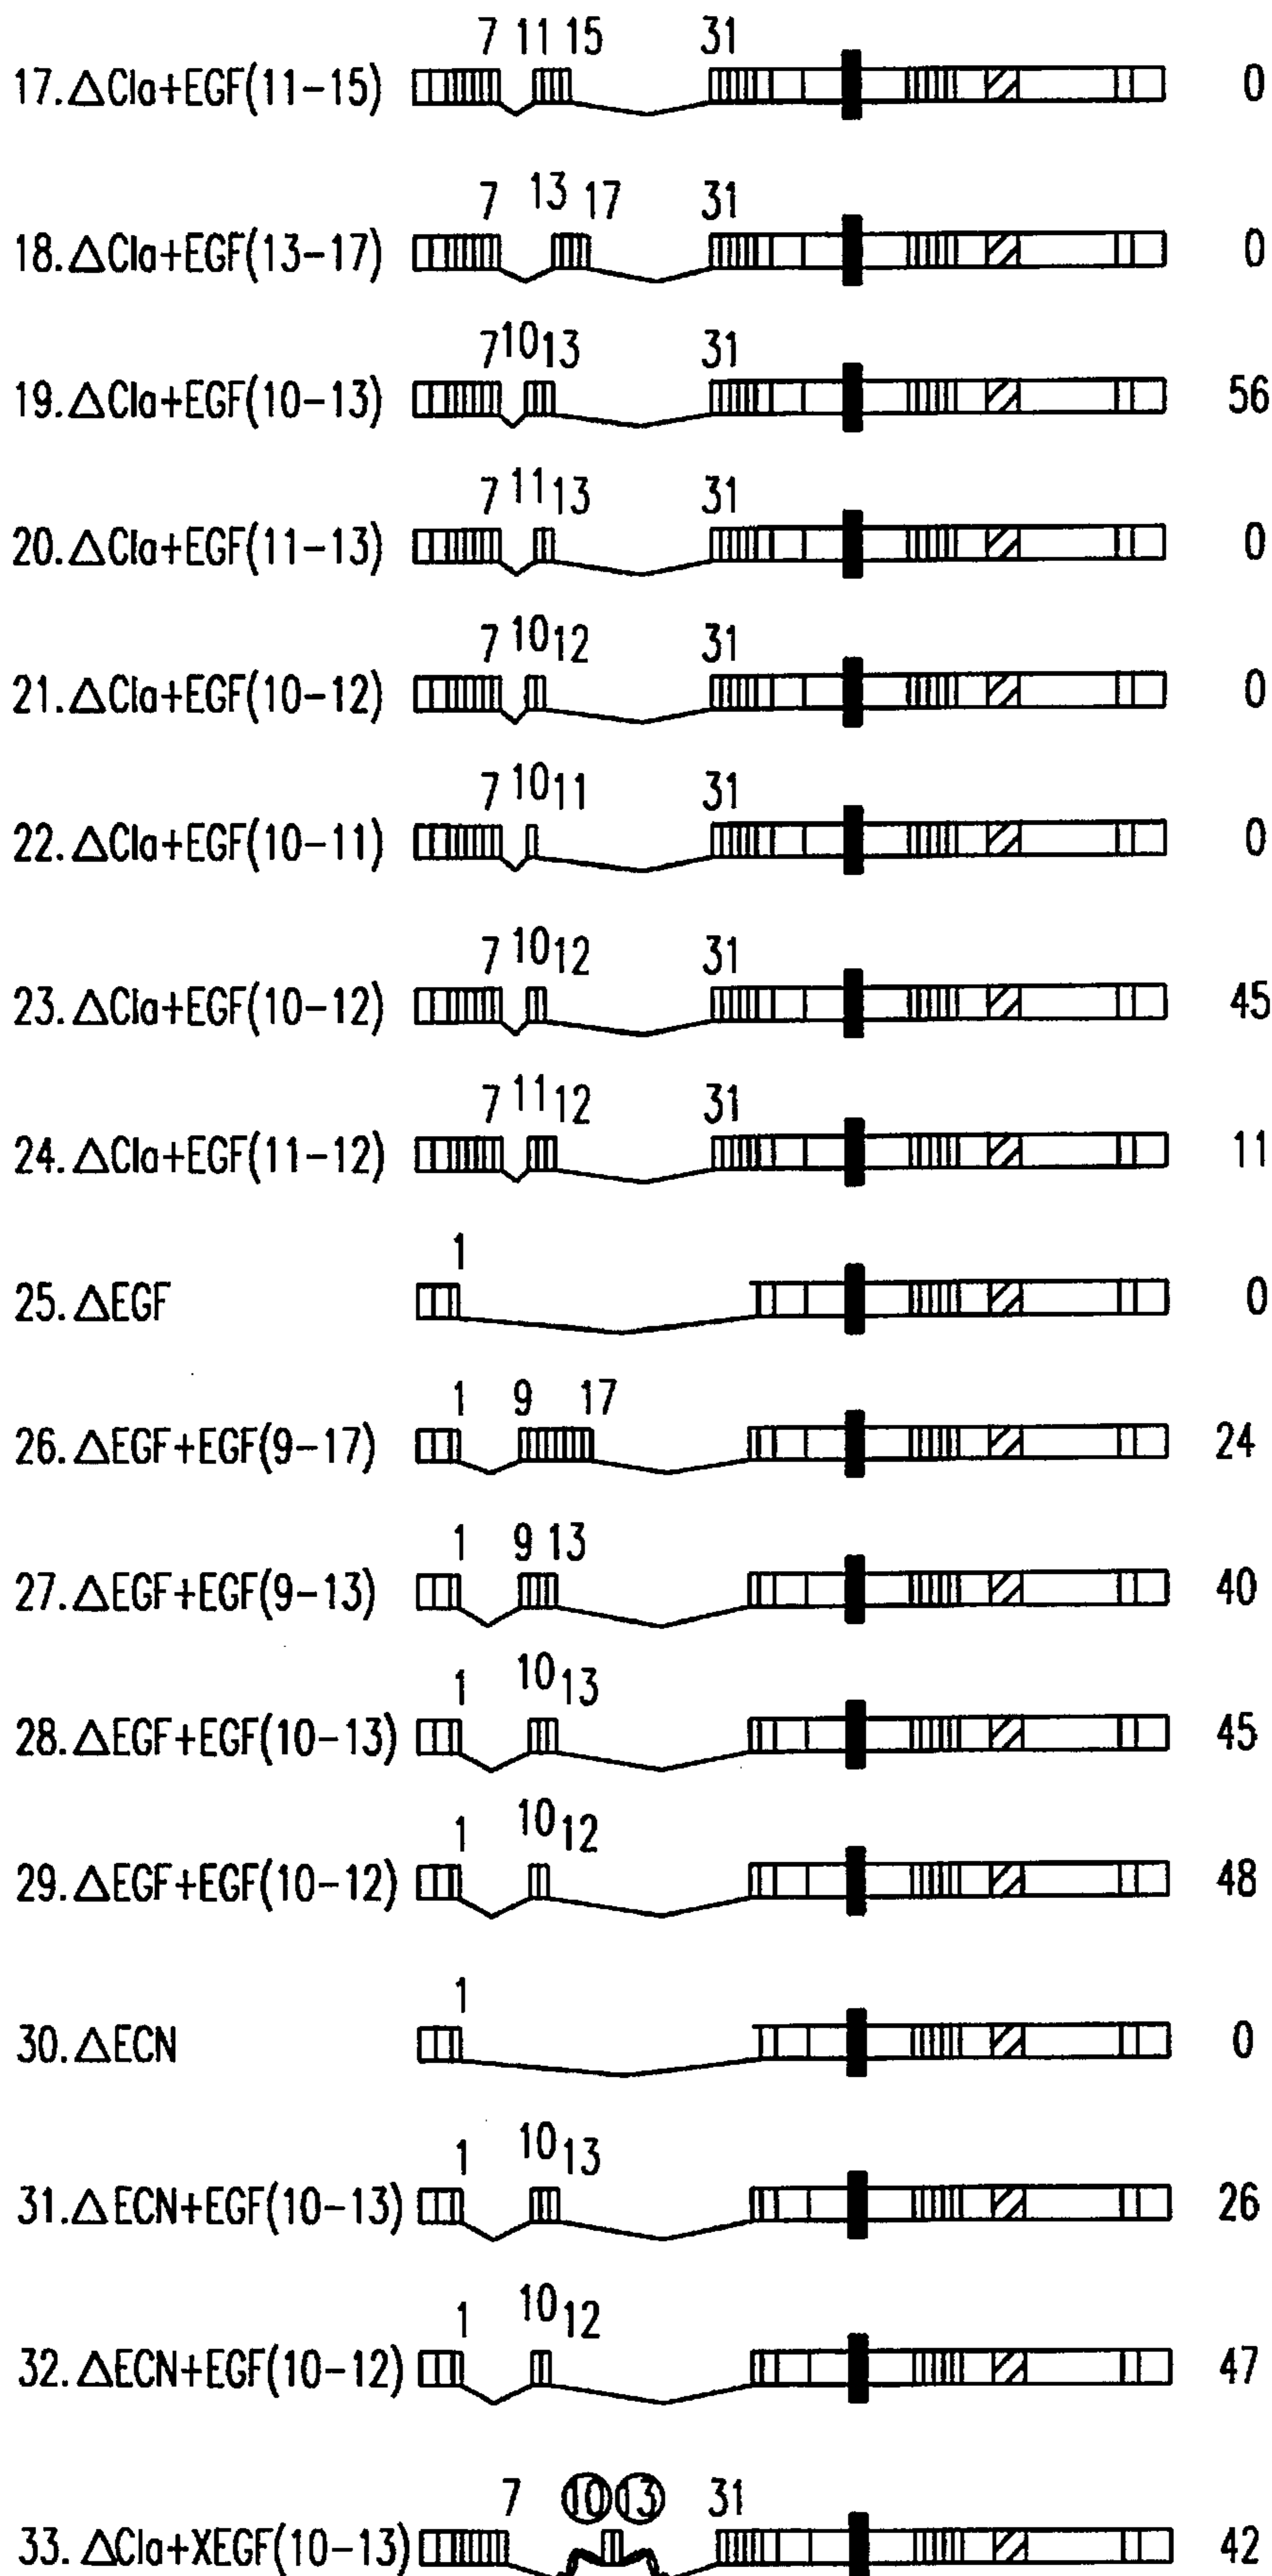 7 11 15 31
17. ΔCla+EGF(11-15) 0
7 13 17 31
18. ΔCla+EGF(13-17) 0
7 10 13 31
19. ΔCla+EGF(10-13) 56
7 11 13 31
20. ΔCla+EGF(11-13) 0
7 10 12 31
21. ΔCla+EGF(10-12) 0
7 10 11 31
22. ΔCla+EGF(10-11) 0
7 10 12 31
23. ΔCla+EGF(10-12) 45
7 11 12 31
24. ΔCla+EGF(11-12) 11
1
25. ΔEGF 0
1 9 17
26. ΔEGF+EGF(9-17) 24
1 9 13
27. ΔEGF+EGF(9-13) 40
1 10 13
28. ΔEGF+EGF(10-13) 45
1 10 12
29. ΔEGF+EGF(10-12) 48
1
30. ΔECN 0
1 10 13
31. ΔECN+EGF(10-13) 26
1 10 12
32. ΔECN+EGF(10-12) 47
7 10 13 31
33. ΔCla+XEGF(10-13) 42